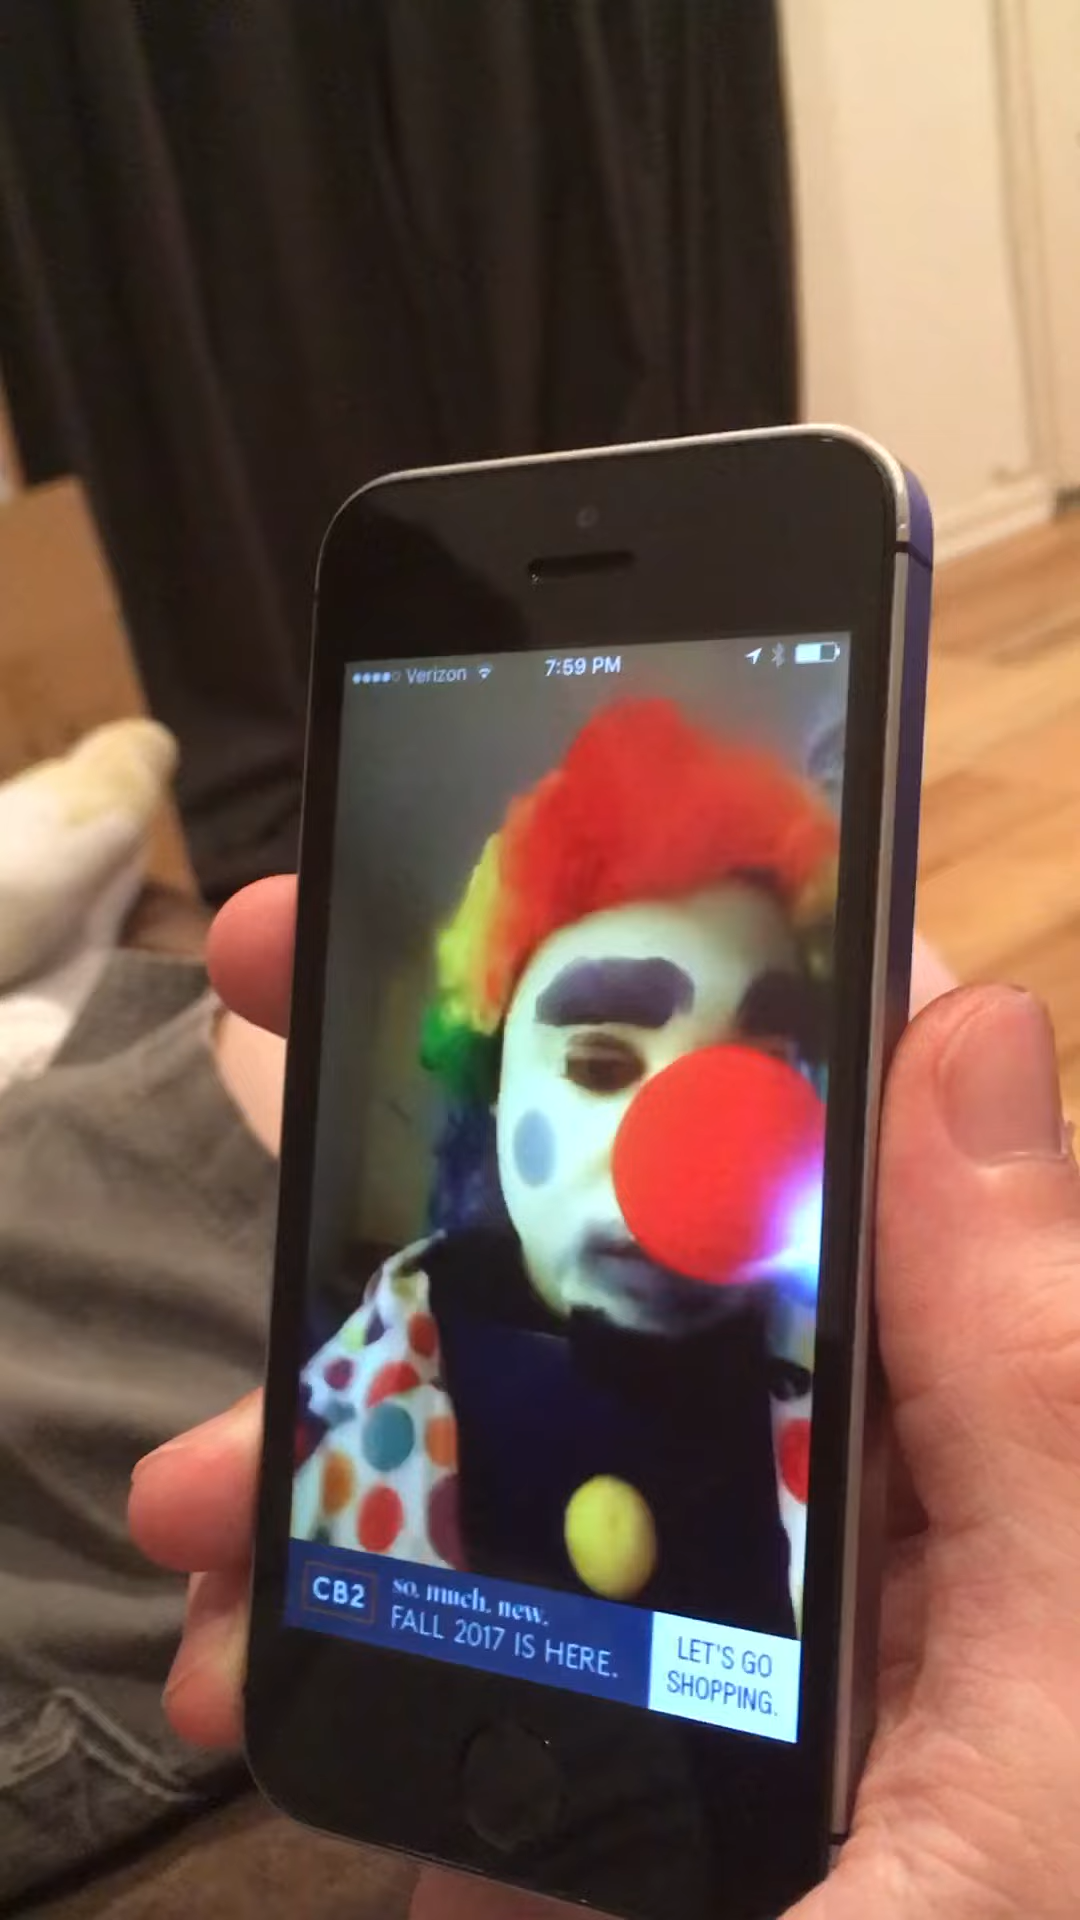 Verizon 7:59 PM
CB2
so. much. new.
FALL 2017 IS HERE.
LET'S GO
SHOPPING.